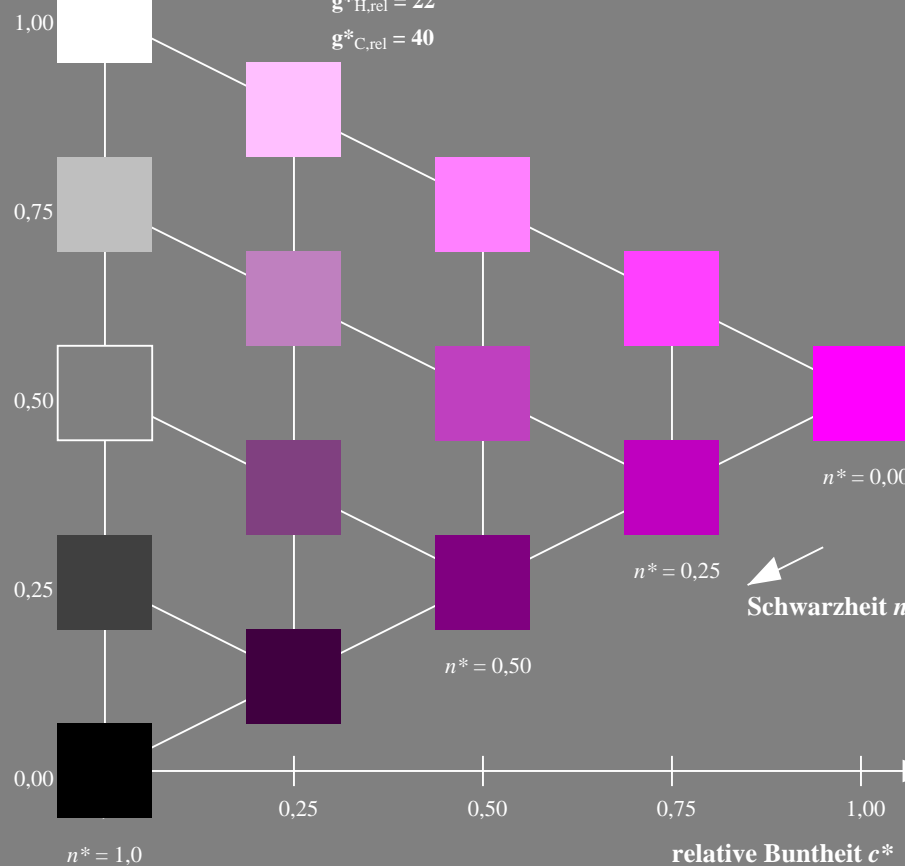 g*H,rel = 22
1,00
g*C,rel = 40
0,75
0,50
n* = 0,00
0,25
n* = 0,25
Schwarzheit n
n* = 0,50
0,00
0,25
0,50
0,75
1,00
n* = 1,0
relative Buntheit c*